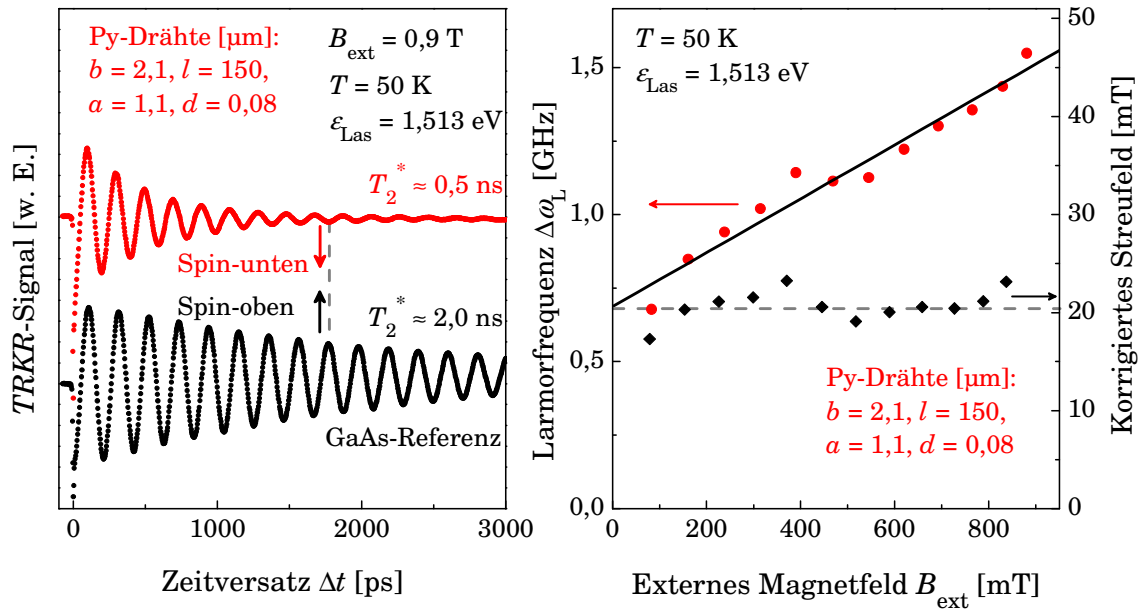 TRKR-Signal [w. E.]
Py-Drähte [µm]:
b = 2,1, l = 150,
a = 1,1, d = 0,08
B_ext = 0,9 T
T = 50 K
ε_Las = 1,513 eV
T_2^* ≈ 0,5 ns
Spin-unten
Spin-oben
T_2^* ≈ 2,0 ns
GaAs-Referenz
0 1000 2000 3000
Zeitversatz Δt [ps]
Larmorfrequenz Δω_L [GHz]
1,5
1,0
0,5
0,0
T = 50 K
ε_Las = 1,513 eV
Py-Drähte [µm]:
b = 2,1, l = 150,
a = 1,1, d = 0,08
0 200 400 600 800
Externes Magnetfeld B_ext [mT]
50
40
30
20
10
0
Korrigiertes Streufeld [mT]